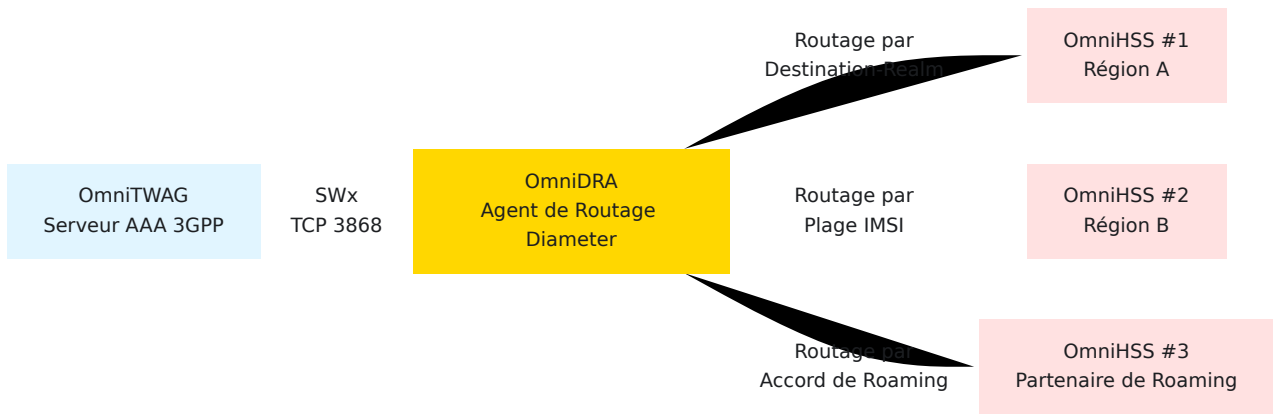 OmniTWAG
Serveur AAA 3GPP
SWx
TCP 3868
OmniDRA
Agent de Routage
Diameter
Routage par
Destination-Realm
OmniHSS #1
Région A
Routage par
Plage IMSI
OmniHSS #2
Région B
Routage par
Accord de Roaming
OmniHSS #3
Partenaire de Roaming